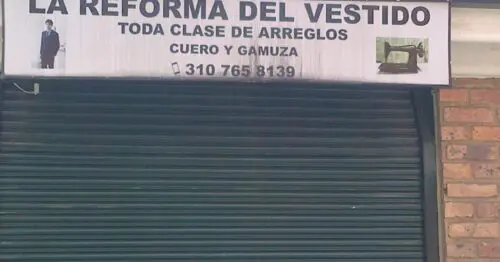 LA REFORMA DEL VESTIDO
TODA CLASE DE ARREGLOS
CUERO Y GAMUZA
310 765 8139